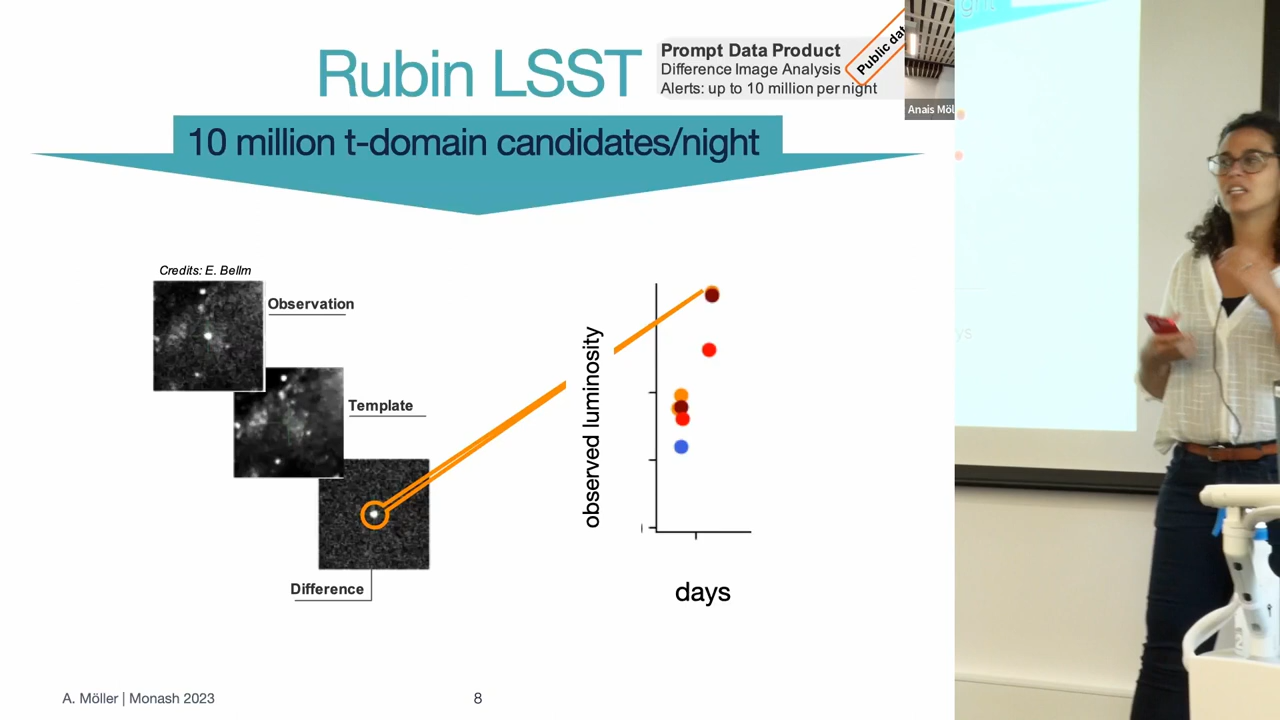 Rubin LSST
Prompt Data Product
Difference Image Analysis
Alerts: up to 10 million per night
Public
Anais
10 million t-domain candidates/night
Credits: E. Bellm
Observation
Template
Difference
observed luminosity
days
A. Möller | Monash 2023
8